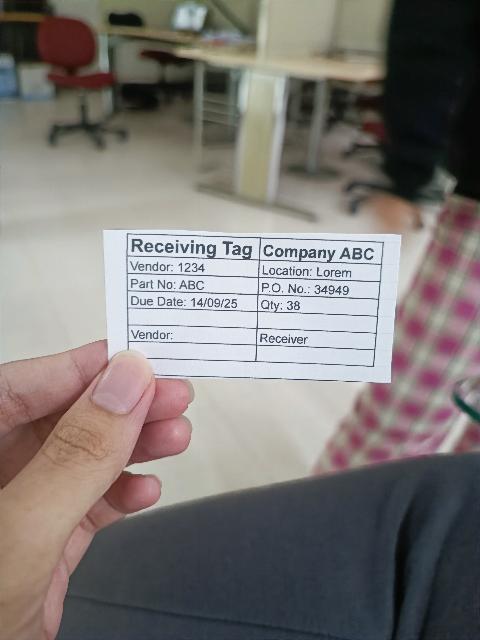 Receiving Tag Company ABC
Vendor: 1234 Location: Lorem
Part No: ABC P.O. No.: 34949
Due Date: 14/09/25 Qty: 38
Vendor: Receiver